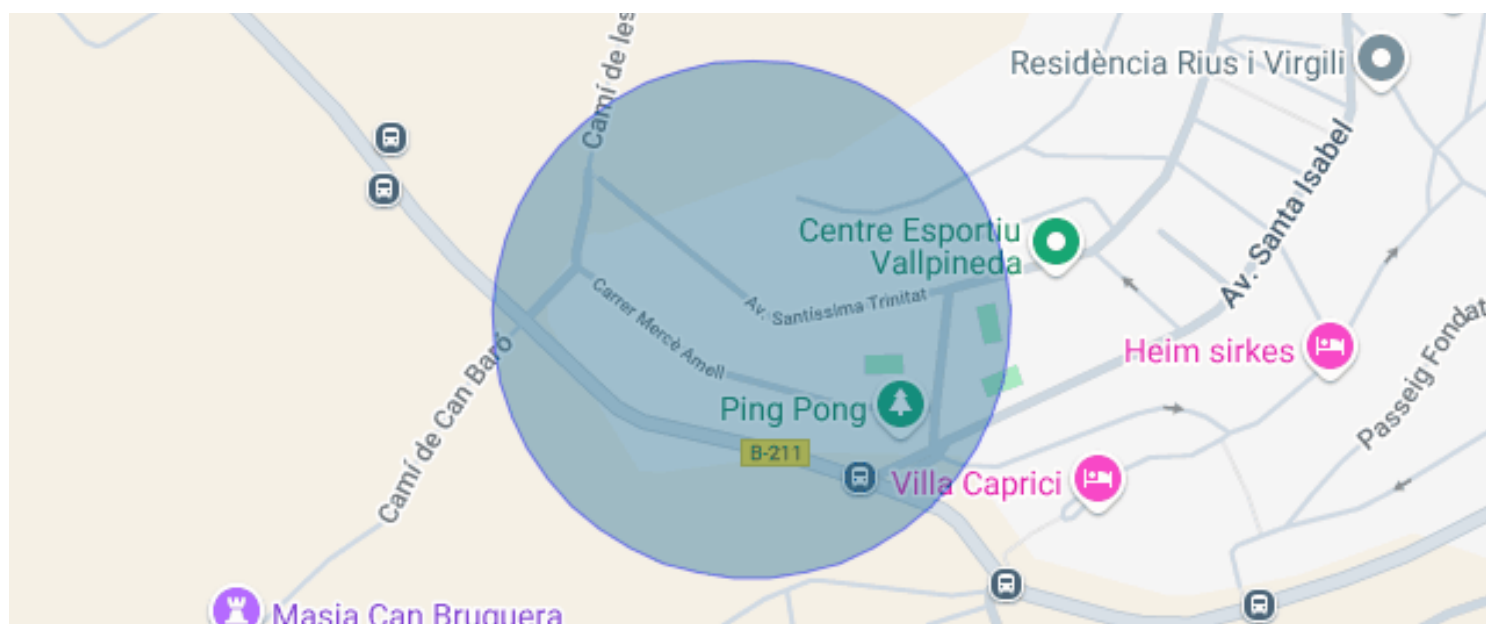 Camí de les
Residència Rius i Virgili
Av. Santa Isabel
Centre Esportiu
Vallpineda
Carrer Mercè Amell
Av. Santíssima Trinitat
Camí de Can Baró
Heim sirkes
Passeig Fondat
Ping Pong
B-211
Villa Caprici
Masia Can Bruguera